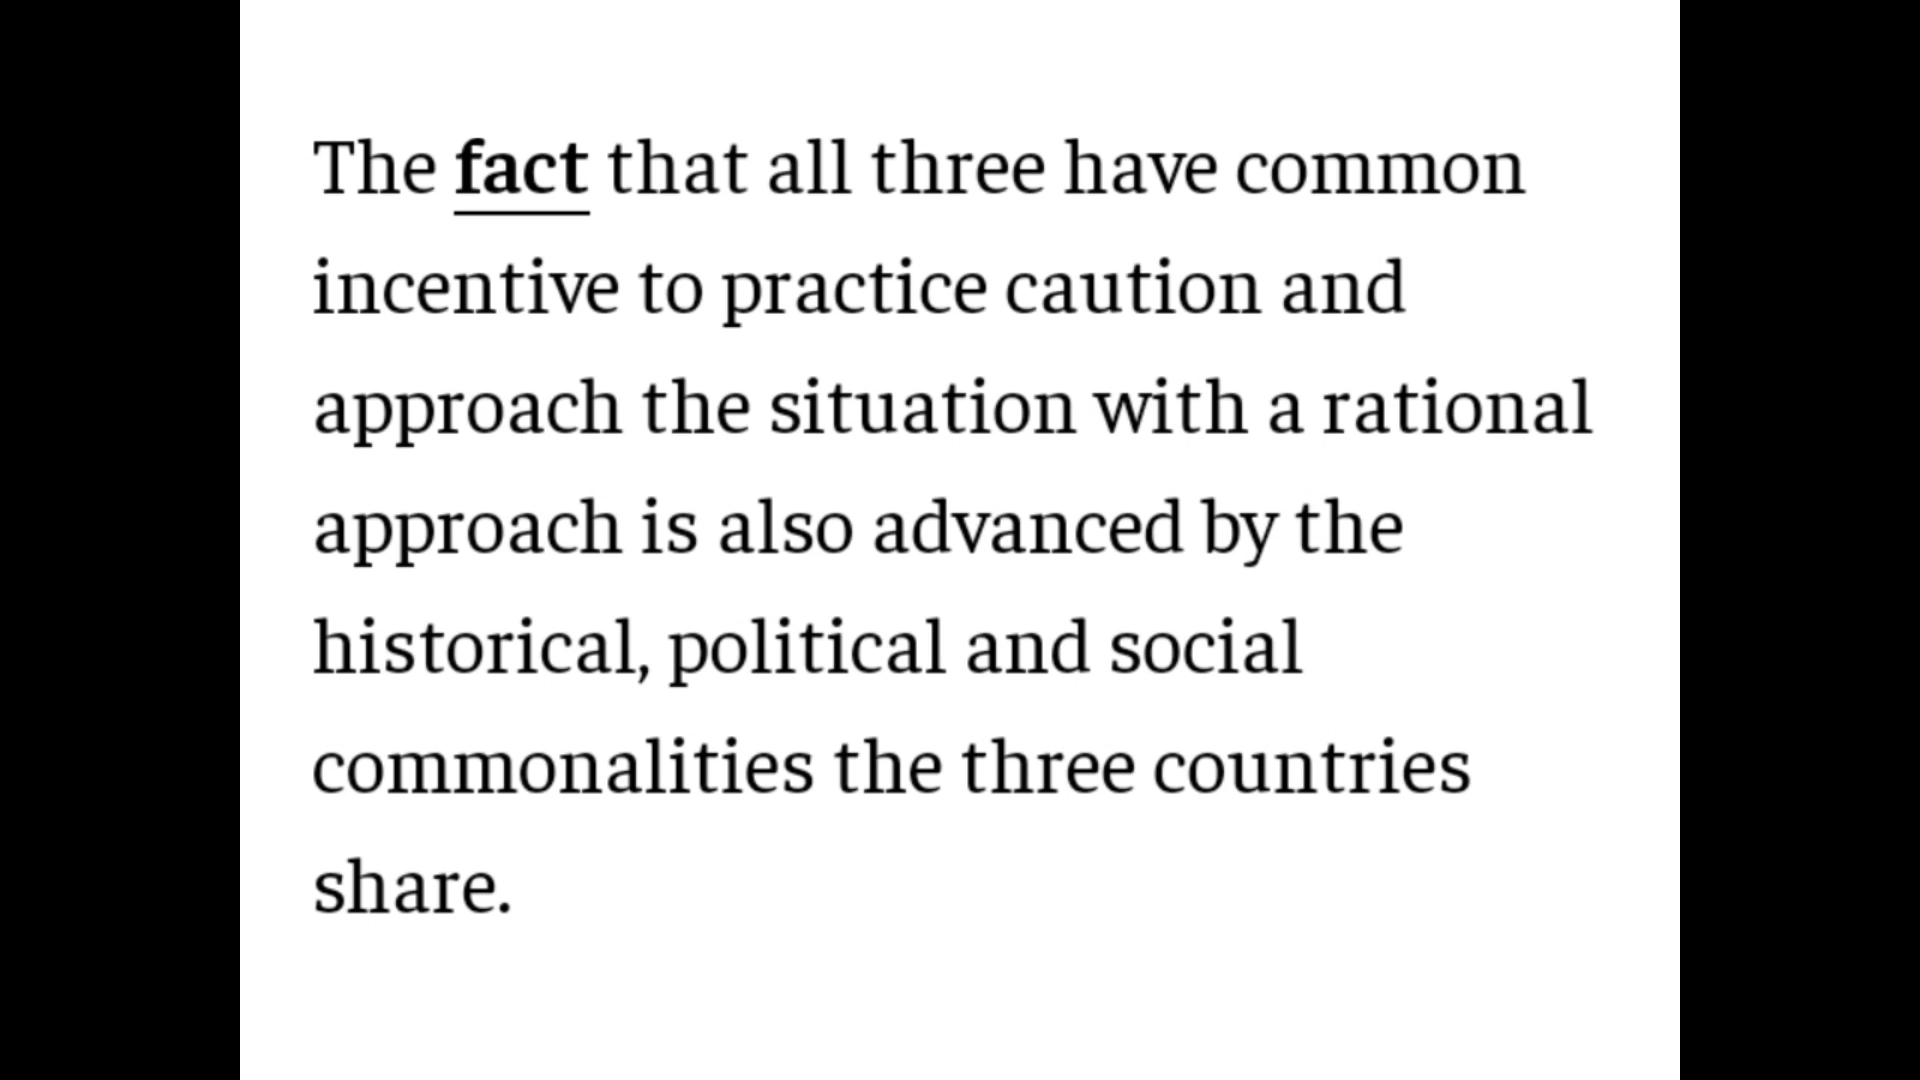 The fact that all three have common
incentive to practice caution and
approach the situation with a rational
approach is also advanced by the
historical, political and social
commonalities the three countries
share.